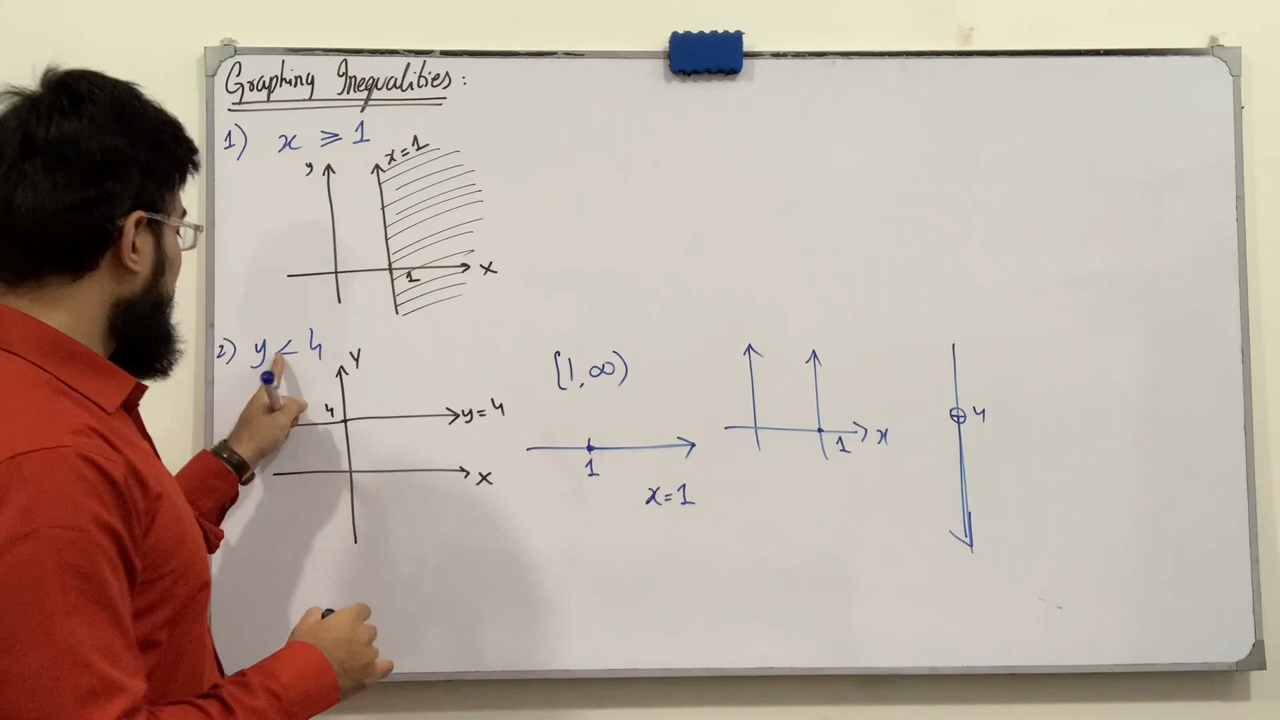 Graphing Inequalities:
1) x ⩾ 1
y
x=1
1
x
2) y < 4
y
4
y=4
x
[1,∞)
1
x=1
1
x
4